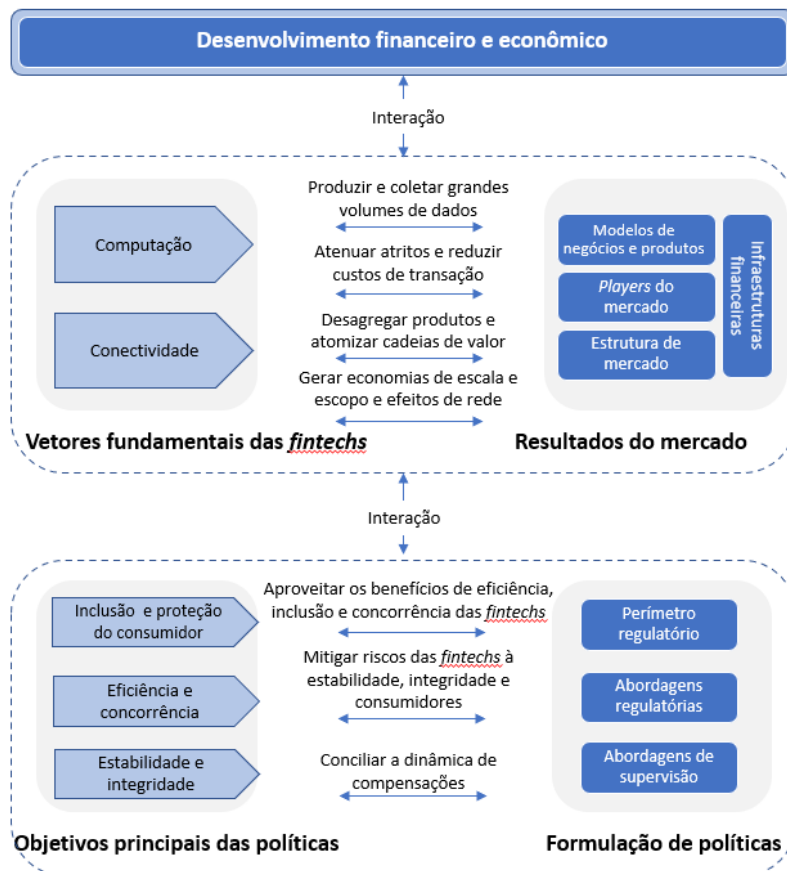 Desenvolvimento financeiro e econômico
Interação
Computação
Conectividade
Vetores fundamentais das fintechs
Produzir e coletar grandes
volumes de dados
Atenuar atritos e reduzir
custos de transação
Desagregar produtos e
atomizar cadeias de valor
Gerar economias de escala e
escopo e efeitos de rede
Modelos de
negócios e produtos
Players do
mercado
Estrutura de
mercado
Infraestruturas
financeiras
Resultados do mercado
Interação
Inclusão e proteção
do consumidor
Eficiência e
concorrência
Estabilidade e
integridade
Objetivos principais das políticas
Aproveitar os benefícios de eficiência,
inclusão e concorrência das fintechs
Mitigar riscos das fintechs à
estabilidade, integridade e
consumidores
Conciliar a dinâmica de
compensações
Perímetro
regulatório
Abordagens
regulatórias
Abordagens de
supervisão
Formulação de políticas